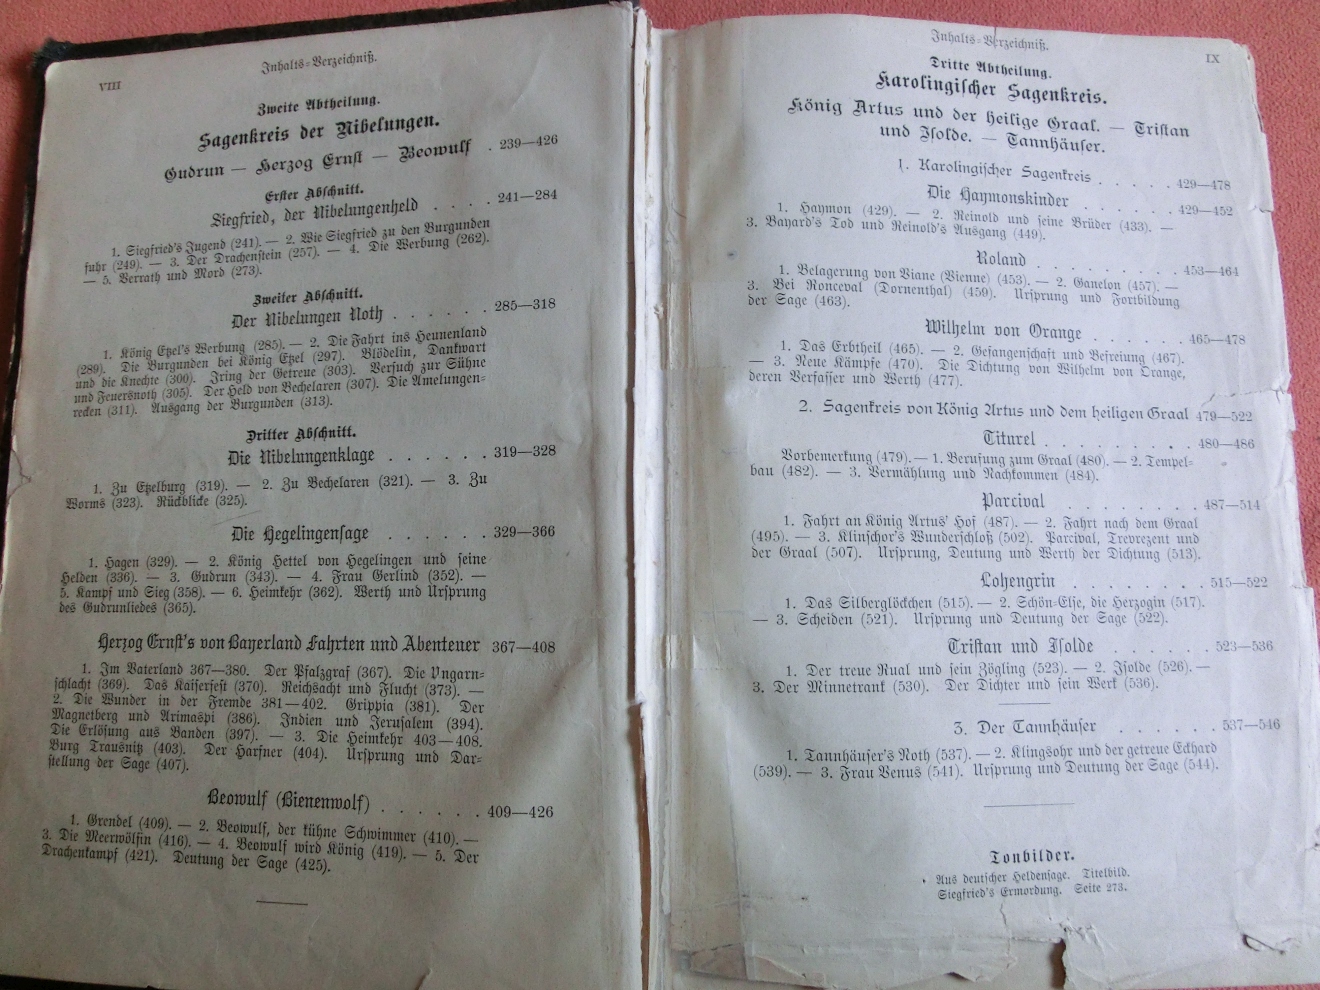 VIII
Inhalts-Verzeichniß.
Zweite Abtheilung.
Sagenkreis der Nibelungen.
Gudrun — Herzog Ernst — Beowulf . 239—426
Erster Abschnitt.
Siegfried, der Nibelungenheld . . . . 241—284
1. Siegfried's Jugend (241). — 2. Wie Siegfried zu den Burgunden
fuhr (249). — 3. Der Drachenstein (257). — 4. Die Werbung (262).
— 5. Verrath und Mord (273).
Zweiter Abschnitt.
Der Nibelungen Noth . . . . . . 285—318
1. König Etzel's Werbung (285). — 2. Die Fahrt ins Heunenland
(289). Die Burgunden bei König Etzel (297). Blödelin, Dankwart
und die Knechte (300). Iring der Getreue (303). Versuch zur Sühne
und Feuersnoth (305). Der Held von Bechelaren (307). Die Amelungen-
recken (311). Ausgang der Burgunden (313).
Dritter Abschnitt.
Die Nibelungenklage . . . . . . 319—328
1. Zu Etzelburg (319). — 2. Zu Bechelaren (321). — 3. Zu
Worms (323). Rückblicke (325).
Die Hegelingensage . . . . . . 329—366
1. Hagen (329). — 2. König Hettel von Hegelingen und seine
Helden (336). — 3. Gudrun (343). — 4. Frau Gerlind (352). —
5. Kampf und Sieg (358). — 6. Heimkehr (362). Werth und Ursprung
des Gudrunliedes (365).
Herzog Ernst's von Bayerland Fahrten und Abenteuer 367—408
1. Im Vaterland 367—380. Der Pfalzgraf (367). Die Ungarn-
schlacht (369). Das Kaiserfest (370). Reichsacht und Flucht (373). —
2. Die Wunder in der Fremde 381—402. Grippia (381). Der
Magnetberg und Arimaspi (386). Indien und Jerusalem (394).
Die Erlösung aus Banden (397). — 3. Die Heimkehr 403—408.
Burg Trausnitz (403). Der Harfner (404). Ursprung und Dar-
stellung der Sage (407).
Beowulf (Bienenwolf) . . . . . . 409—426
1. Grendel (409). — 2. Beowulf, der kühne Schwimmer (410). —
3. Die Meerwölfin (416). — 4. Beowulf wird König (419). — 5. Der
Drachenkampf (421). Deutung der Sage (425).
Inhalts-Verzeichniß.
IX
Dritte Abtheilung.
Karolingischer Sagenkreis.
König Artus und der heilige Graal. — Tristan
und Isolde. — Tannhäuser.
1. Karolingischer Sagenkreis . . . . . 429—478
Die Haymonskinder . . . . . . 429—452
1. Haymon (429). — 2. Reinold und seine Brüder (433). —
3. Bayard's Tod und Reinold's Ausgang (449).
Roland . . . . . . . . . 453—464
1. Belagerung von Viane (Vienne) (453). — 2. Ganelon (457). —
3. Bei Ronceval (Dornenthal) (459). Ursprung und Fortbildung
der Sage (463).
Wilhelm von Orange . . . . . . 465—478
1. Das Erbtheil (465). — 2. Gefangenschaft und Befreiung (467).
— 3. Neue Kämpfe (470). Die Dichtung von Wilhelm von Orange,
deren Verfasser und Werth (477).
2. Sagenkreis von König Artus und dem heiligen Graal 479—522
Titurel . . . . . . . . 480—486
Vorbemerkung (479). — 1. Berufung zum Graal (480). — 2. Tempel-
bau (482). — 3. Vermählung und Nachkommen (484).
Parcival . . . . . . . . 487—514
1. Fahrt an König Artus' Hof (487). — 2. Fahrt nach dem Graal
(495). — 3. Klinschor's Wunderschloß (502). Parcival, Trevrezent und
der Graal (507). Ursprung, Deutung und Werth der Dichtung (513).
Lohengrin . . . . . . . . 515—522
1. Das Silberglöckchen (515). — 2. Schön-Else, die Herzogin (517).
— 3. Scheiden (521). Ursprung und Deutung der Sage (522).
Tristan und Isolde . . . . . . 523—536
1. Der treue Rual und sein Zögling (523). — 2. Isolde (526). —
3. Der Minnetrank (530). Der Dichter und sein Werk (536).
3. Der Tannhäuser . . . . . . 537—546
1. Tannhäuser's Noth (537). — 2. Klingsohr und der getreue Eckhard
(539). — 3. Frau Venus (541). Ursprung und Deutung der Sage (544).
Tonbilder.
Aus deutscher Heldensage. Titelbild.
Siegfried's Ermordung. Seite 273.